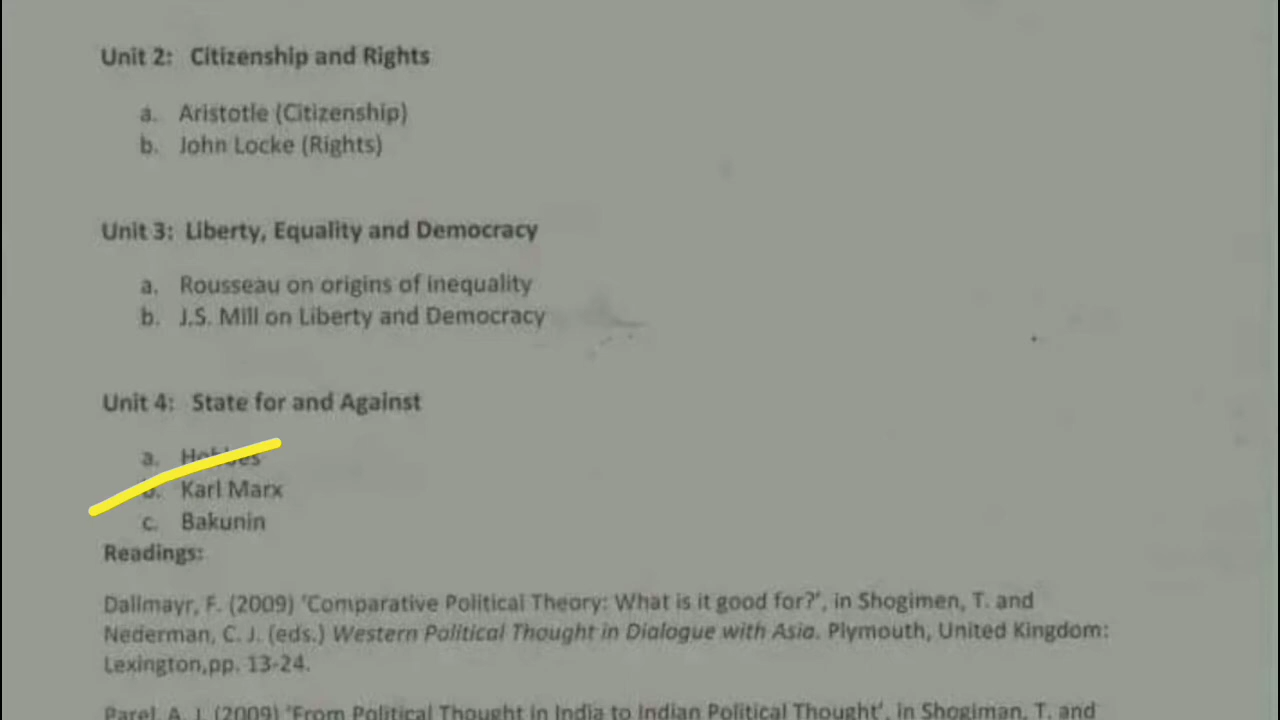 Unit 2: Citizenship and Rights
a. Aristotle (Citizenship)
b. John Locke (Rights)
Unit 3: Liberty, Equality and Democracy
a. Rousseau on origins of inequality
b. J.S. Mill on Liberty and Democracy
Unit 4: State for and Against
a. Hobbes
b. Karl Marx
c. Bakunin
Readings:
Dallmayr, F. (2009) ‘Comparative Political Theory: What is it good for?’, in Shogimen, T. and
Nederman, C. J. (eds.) Western Political Thought in Dialogue with Asia. Plymouth, United Kingdom:
Lexington,pp. 13-24.
Parel, A. J. (2009) ‘From Political Thought in India to Indian Political Thought’, in Shogiman, T. and